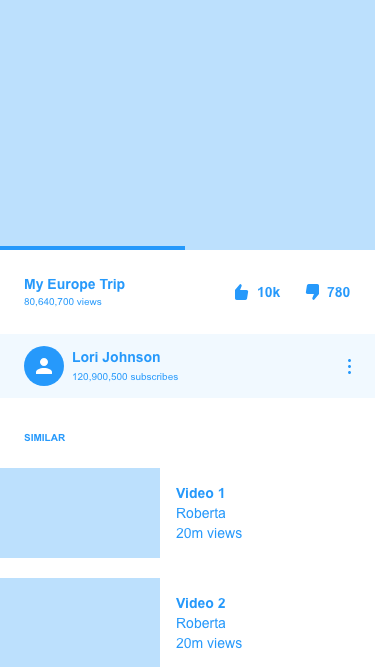 My Europe Trip
80,640,700 views
10k
780
Lori Johnson
120,900,500 subscribes
SIMILAR
Video 1
Roberta
20m views
Video 2
Roberta
20m views